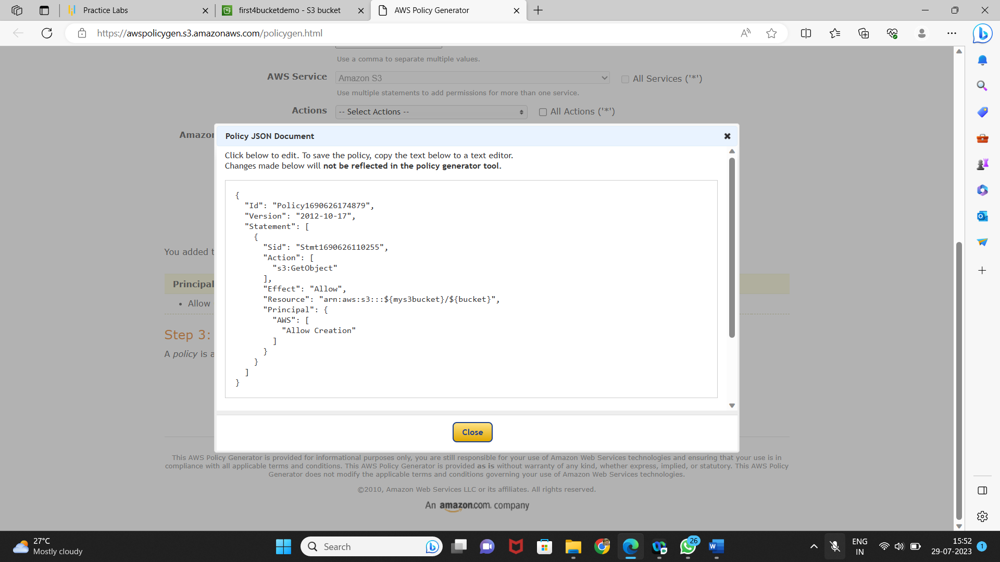 Practice Labs
first4bucketdemo - S3 bucket
AWS Policy Generator
https://awspolicygen.s3.amazonaws.com/policygen.html
Use a comma to separate multiple values.
AWS Service
Amazon S3
All Services ('*')
Use multiple statements to add permissions for more than one service.
Actions
-- Select Actions --
All Actions ('*')
Amazon
Policy JSON Document
Click below to edit. To save the policy, copy the text below to a text editor.
Changes made below will not be reflected in the policy generator tool.
{
"Id": "Policy1690626174879",
"Version": "2012-10-17",
"Statement": [
{
"Sid": "Stmt1690626110255",
"Action": [
"s3:GetObject"
],
"Effect": "Allow",
"Resource": "arn:aws:s3:::${mys3bucket}/${bucket}",
"Principal": {
"AWS": [
"Allow Creation"
]
}
}
]
}
You added t
Principal
• Allow
Step 3:
A policy is a
Close
This AWS Policy Generator is provided for informational purposes only, you are still responsible for your use of Amazon Web Services technologies and ensuring that your use is in
compliance with all applicable terms and conditions. This AWS Policy Generator is provided as is without warranty of any kind, whether express, implied, or statutory. This AWS Policy
Generator does not modify the applicable terms and conditions governing your use of Amazon Web Services technologies.
©2010, Amazon Web Services LLC or its affiliates. All rights reserved.
An amazon.com. company
27°C
Mostly cloudy
Search
26
ENG
IN
15:52
29-07-2023
1